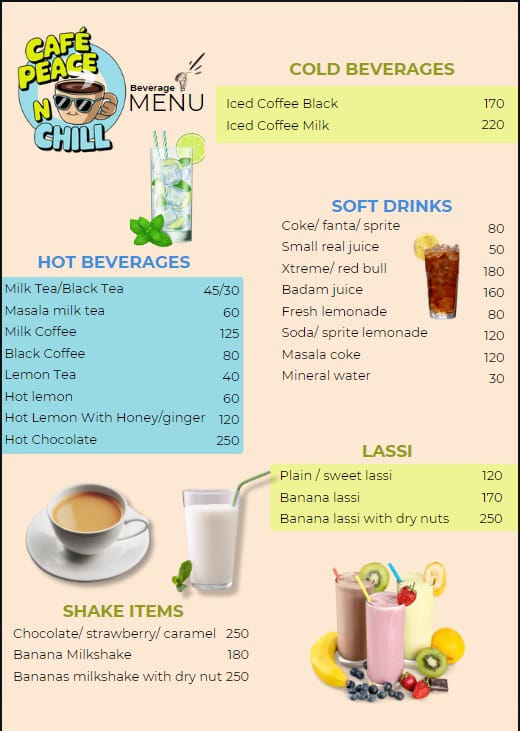 CAFÉ
PEACE
N
CHILL
Beverage
MENU
COLD BEVERAGES
Iced Coffee Black 170
Iced Coffee Milk 220
SOFT DRINKS
Coke/ fanta/ sprite 80
Small real juice 50
Xtreme/ red bull 180
Badam juice 160
Fresh lemonade 80
Soda/ sprite lemonade 120
Masala coke 120
Mineral water 30
HOT BEVERAGES
Milk Tea/Black Tea 45/30
Masala milk tea 60
Milk Coffee 125
Black Coffee 80
Lemon Tea 40
Hot lemon 60
Hot Lemon With Honey/ginger 120
Hot Chocolate 250
LASSI
Plain / sweet lassi 120
Banana lassi 170
Banana lassi with dry nuts 250
SHAKE ITEMS
Chocolate/ strawberry/ caramel 250
Banana Milkshake 180
Bananas milkshake with dry nut 250